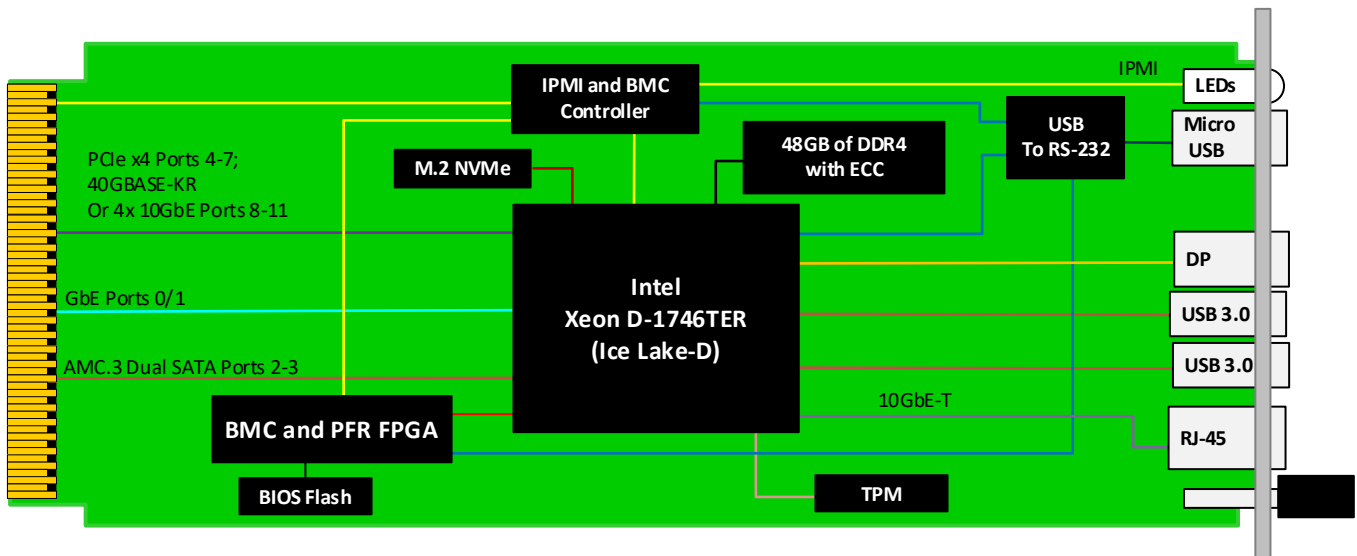 IPMI
LEDs
IPMI and BMC
Controller
USB
To RS-232
Micro
USB
48GB of DDR4
with ECC
PCIe x4 Ports 4-7;
40GBASE-KR
Or 4x 10GbE Ports 8-11
M.2 NVMe
DP
GbE Ports 0/1
Intel
Xeon D-1746TER
(Ice Lake-D)
USB 3.0
AMC.3 Dual SATA Ports 2-3
USB 3.0
10GbE-T
BMC and PFR FPGA
RJ-45
BIOS Flash
TPM